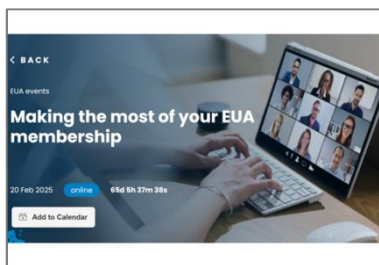 < BACK
EUA events
Making the most of your EUA
membership
20 Feb 2025 online 65d 5h 37m 38s
Add to Calendar